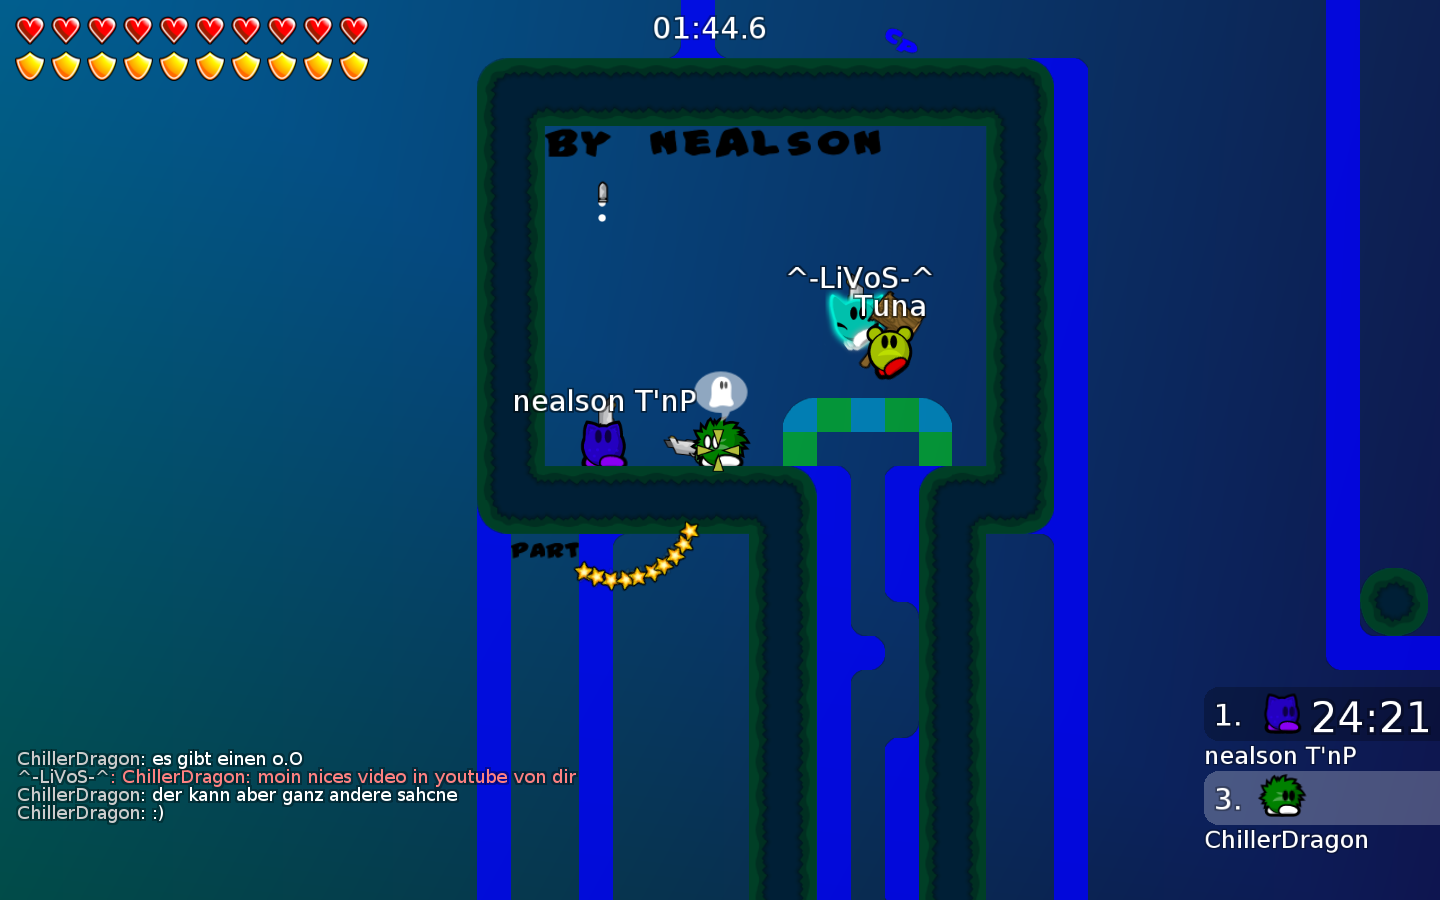 01:44.6
CP
BY NEALSON
^-LiVoS-^
Tuna
nealson T'nP
PART
1. 24:21
nealson T'nP
3.
ChillerDragon
ChillerDragon: es gibt einen o.O
^-LiVoS-^: ChillerDragon: moin nices video in youtube von dir
ChillerDragon: der kann aber ganz andere sahcne
ChillerDragon: :)